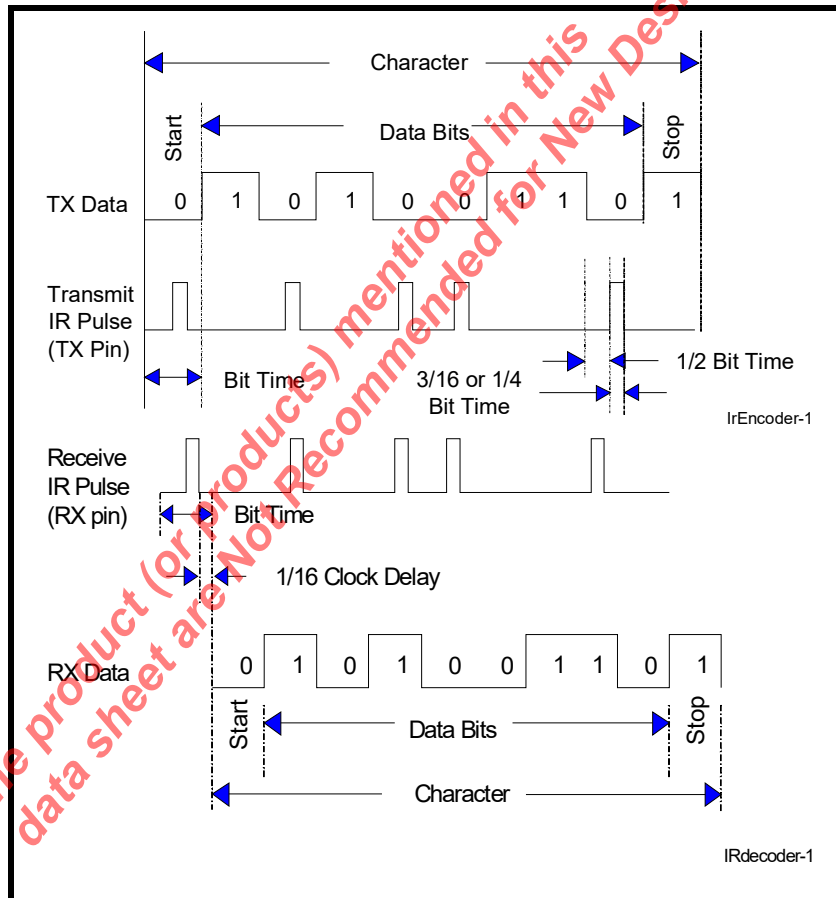 Character
Start
Data Bits
Stop
TX Data
0 1 0 1 0 0 1 1 0 1
Transmit
IR Pulse
(TX Pin)
Bit Time
1/2 Bit Time
3/16 or 1/4
Bit Time
IrEncoder-1
Receive
IR Pulse
(RX pin)
Bit Time
1/16 Clock Delay
RX Data
0 1 0 1 0 0 1 1 0 1
Start
Data Bits
Stop
Character
IRdecoder-1
product (or products) mentioned in this
data sheet are Not Recommended for New